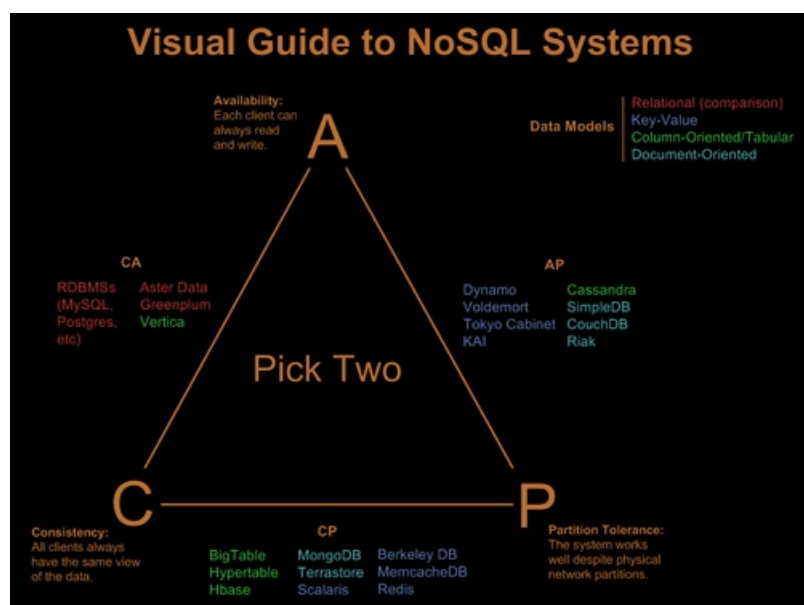 Visual Guide to NoSQL Systems
Availability:
Each client can
always read
and write.
A
Data Models
Relational (comparison)
Key-Value
Column-Oriented/Tabular
Document-Oriented
CA
RDBMSs
(MySQL,
Postgres,
etc)
Aster Data
Greenplum
Vertica
AP
Dynamo
Voldemort
Tokyo Cabinet
KAI
Cassandra
SimpleDB
CouchDB
Riak
Pick Two
C
Consistency:
All clients always
have the same view
of the data.
CP
BigTable
Hypertable
Hbase
MongoDB
Terrastore
Scalaris
Berkeley DB
MemcacheDB
Redis
P
Partition Tolerance:
The system works
well despite physical
network partitions.